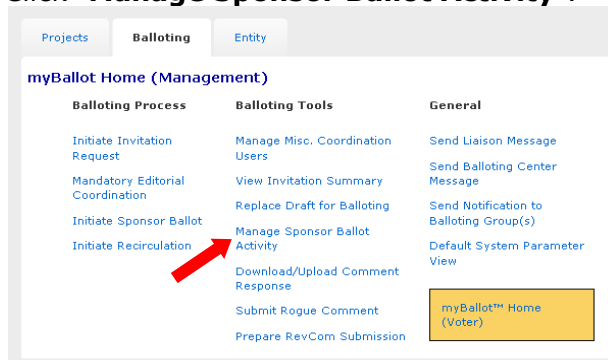 Click "Manage Sponsor Ballot Activity".
Projects Balloting Entity
myBallot Home (Management)
Balloting Process
Initiate Invitation
Request
Mandatory Editorial
Coordination
Initiate Sponsor Ballot
Initiate Recirculation
Balloting Tools
Manage Misc. Coordination
Users
View Invitation Summary
Replace Draft for Balloting
Manage Sponsor Ballot
Activity
Download/Upload Comment
Response
Submit Rogue Comment
Prepare RevCom Submission
General
Send Liaison Message
Send Balloting Center
Message
Send Notification to
Balloting Group(s)
Default System Parameter
View
myBallot™ Home
(Voter)